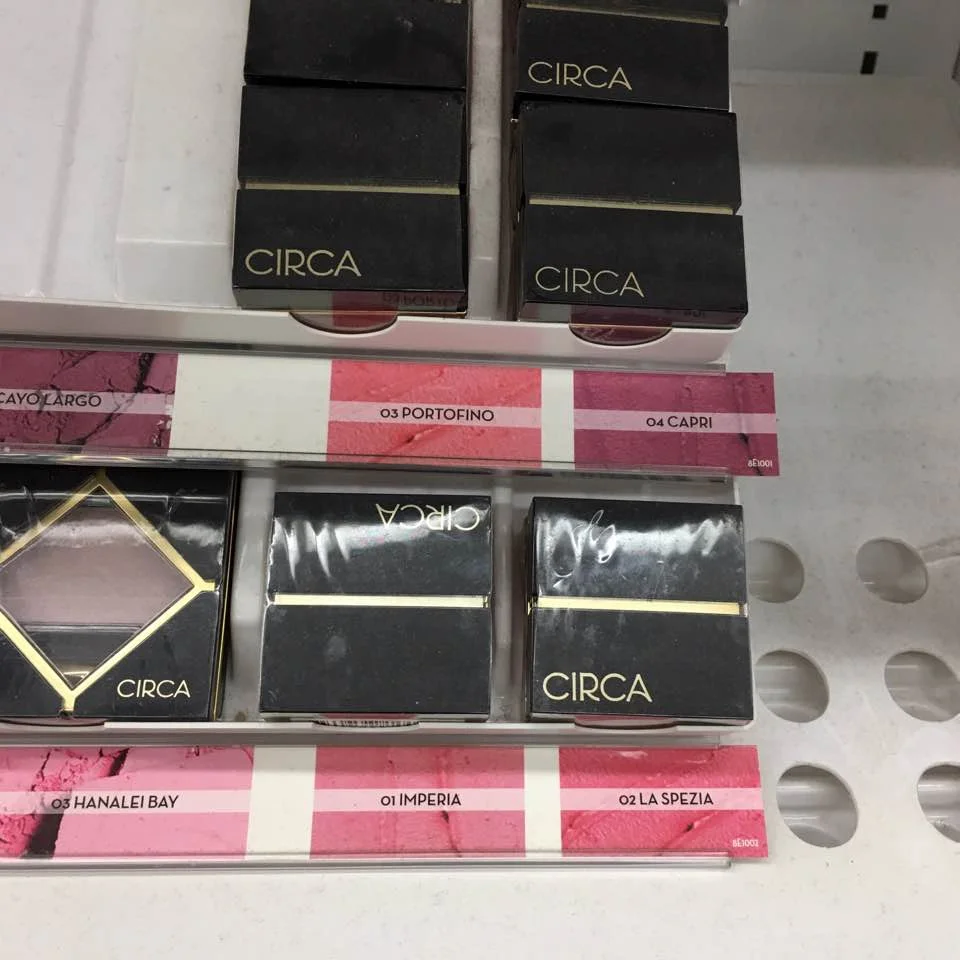 CIRCA
CIRCA
CIRCA
CAYO LARGO
03 PORTOFINO
04 CAPRI
8E1001
CIRCA
CIRCA
CIRCA
03 HANALEI BAY
01 IMPERIA
02 LA SPEZIA
8E1002